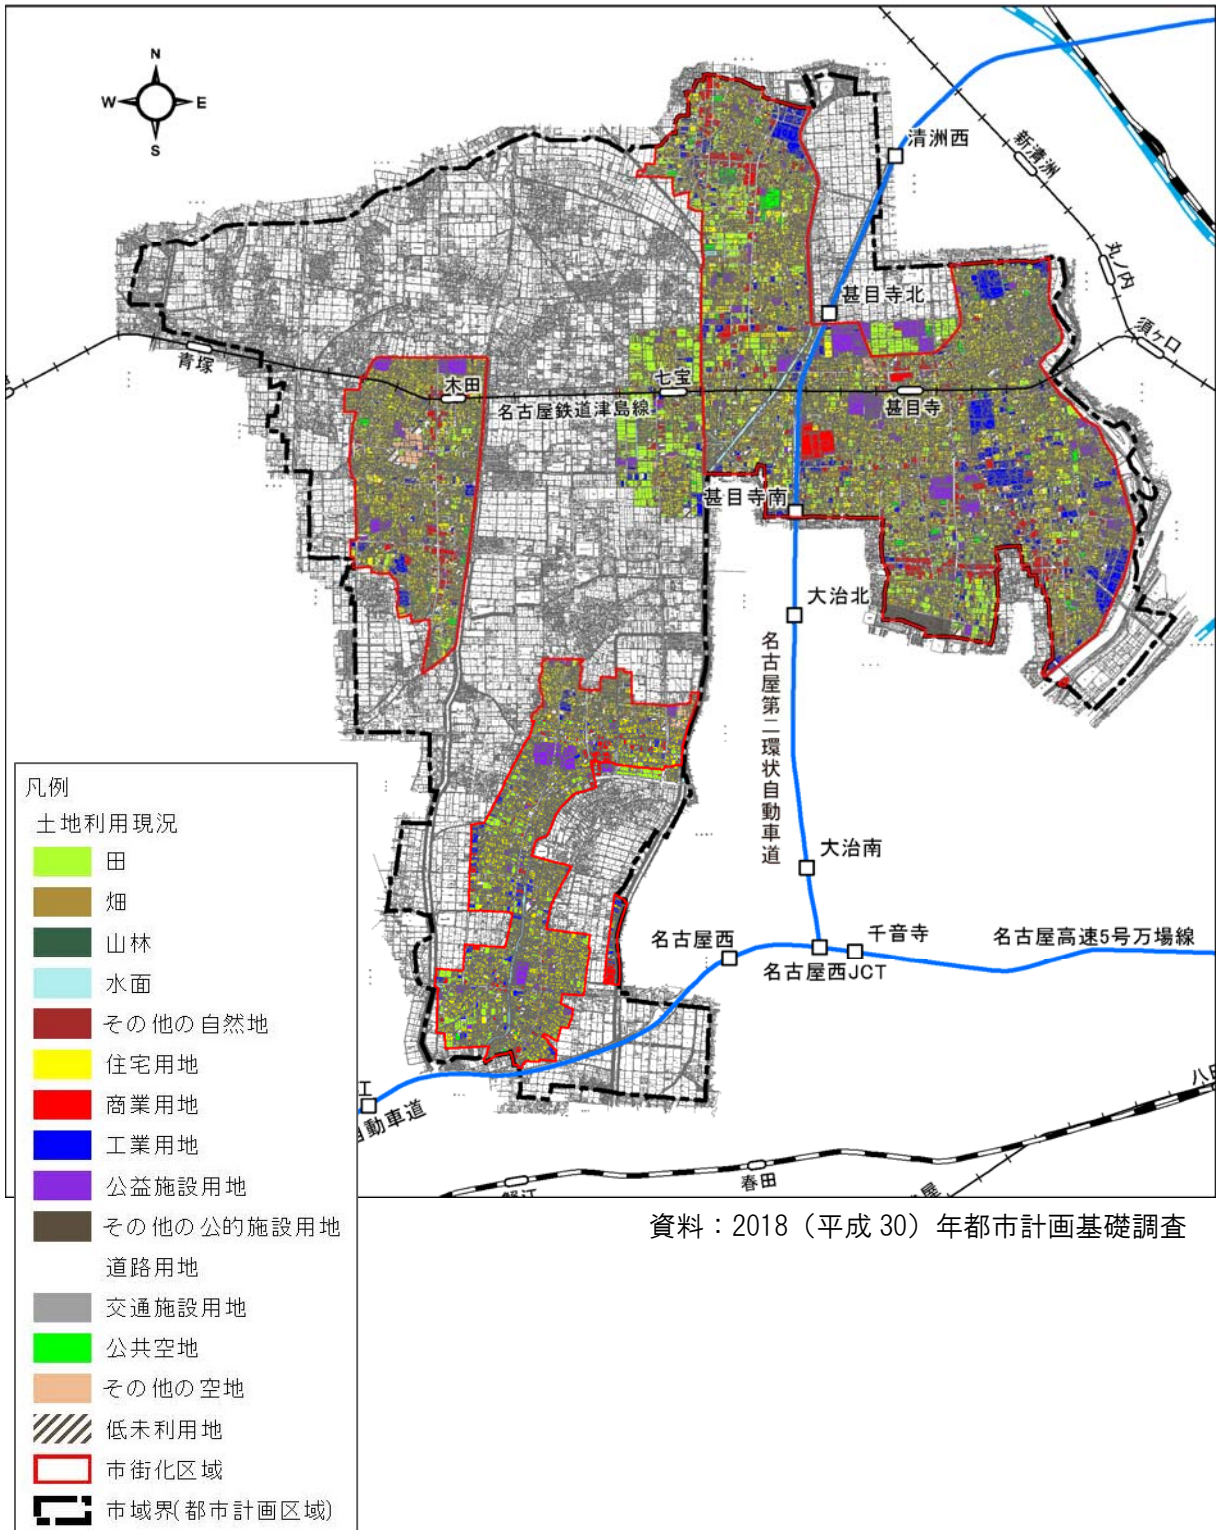 N
W
E
S
清洲西
新清洲
丸ノ内
須ヶ口
甚目寺北
青塚
木田
七宝
名古屋鉄道津島線
甚目寺
甚目寺南
大治北
名古屋第二環状自動車道
大治南
名古屋西
千音寺
名古屋高速5号万場線
名古屋西JCT
自動車道
春田
凡例
土地利用現況
田
畑
山林
水面
その他の自然地
住宅用地
商業用地
工業用地
公益施設用地
その他の公的施設用地
道路用地
交通施設用地
公共空地
その他の空地
低未利用地
市街化区域
市域界(都市計画区域)
資料：2018（平成 30）年都市計画基礎調査